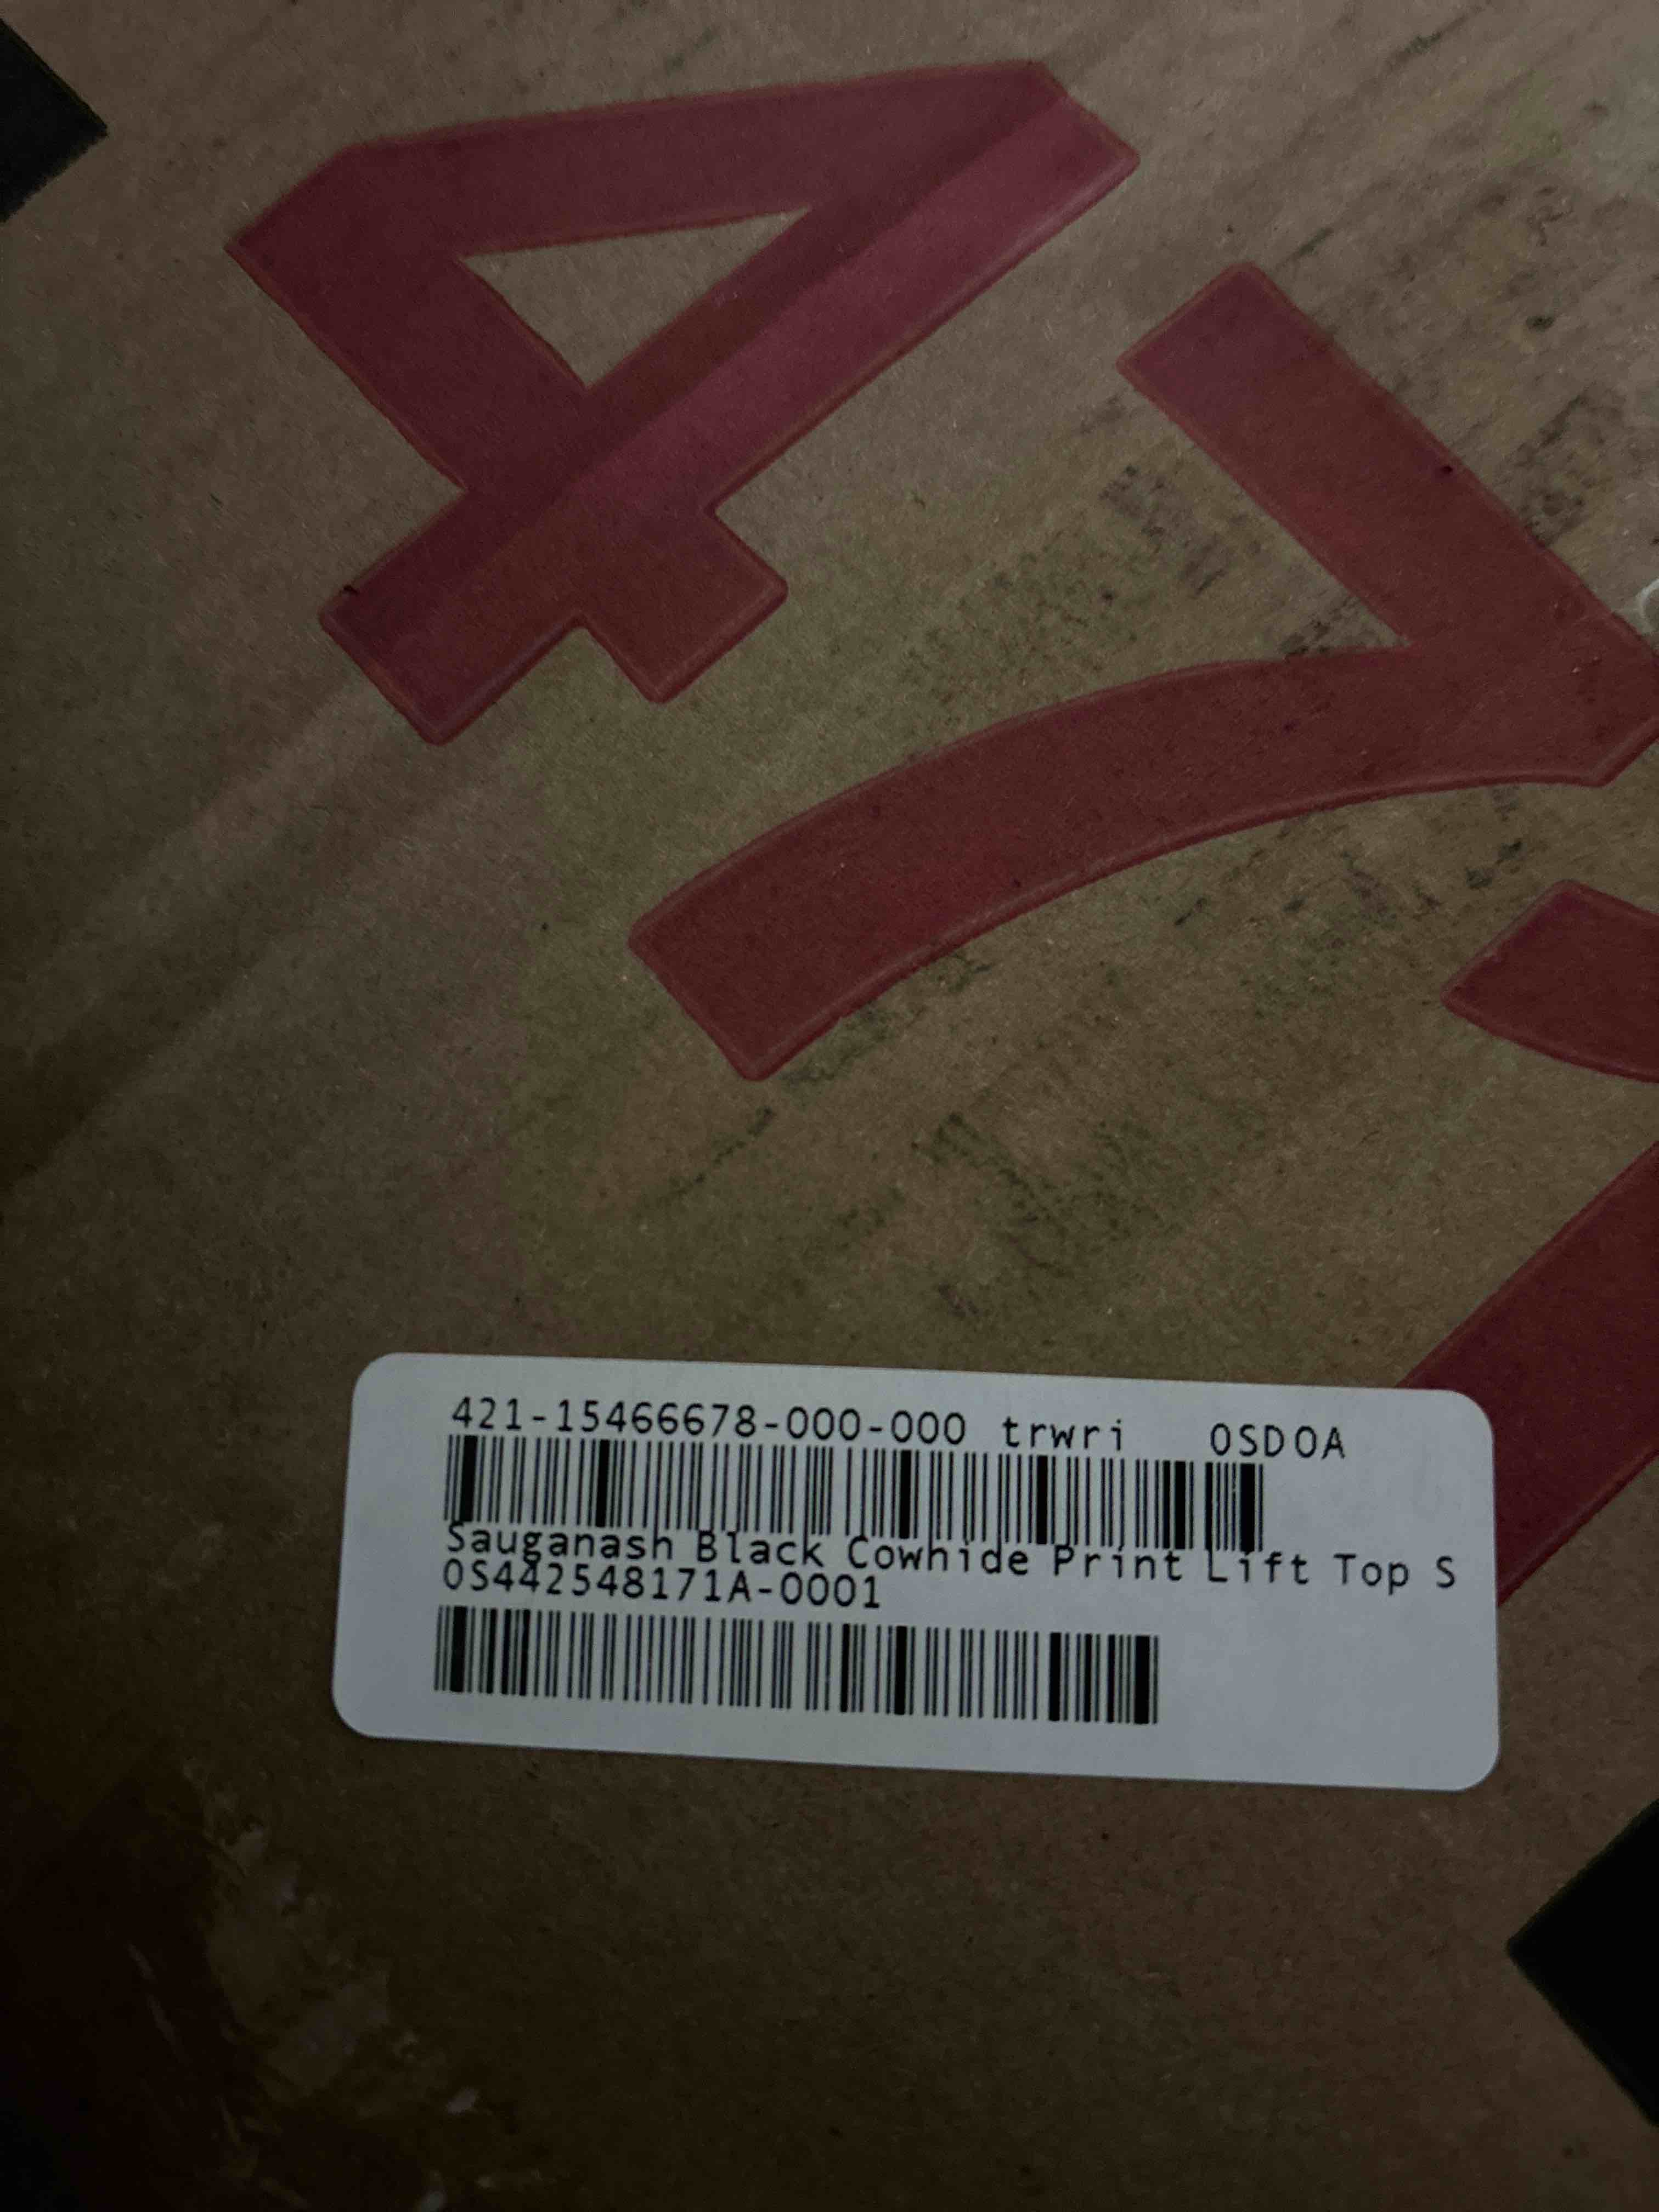 47
421-15466678-000-000 trwri OSDOA
Sauganash Black Cowhide Print Lift Top S
OS442548171A-0001